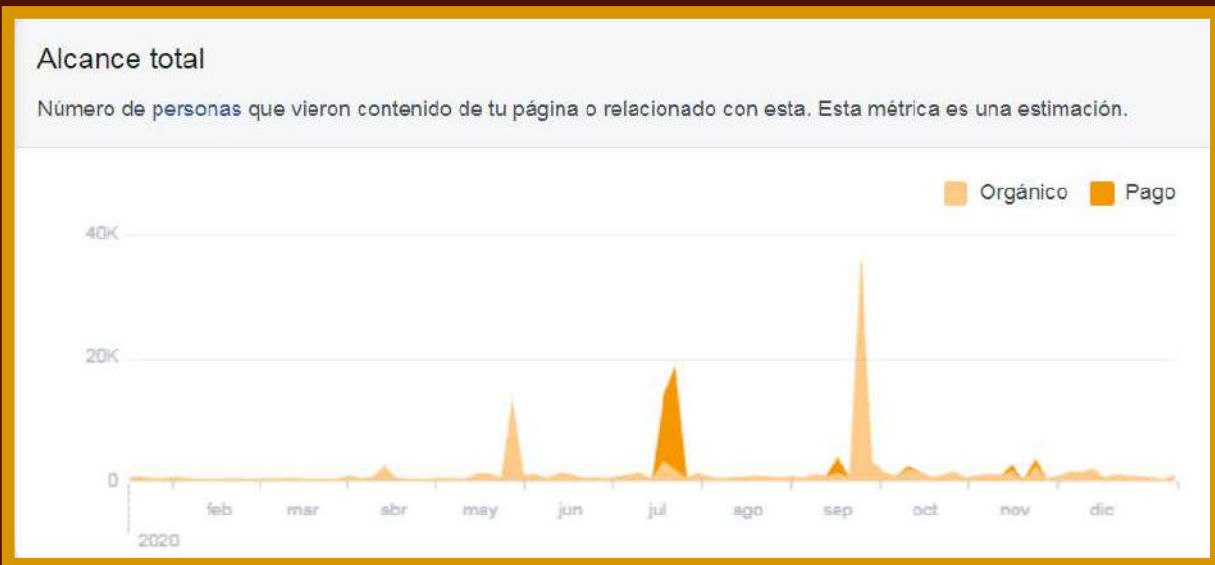 Alcance total
Número de personas que vieron contenido de tu página o relacionado con esta. Esta métrica es una estimación.
Orgánico Pago
40K
20K
0
feb mar abr may jun jul ago sep oct nov dic
2020